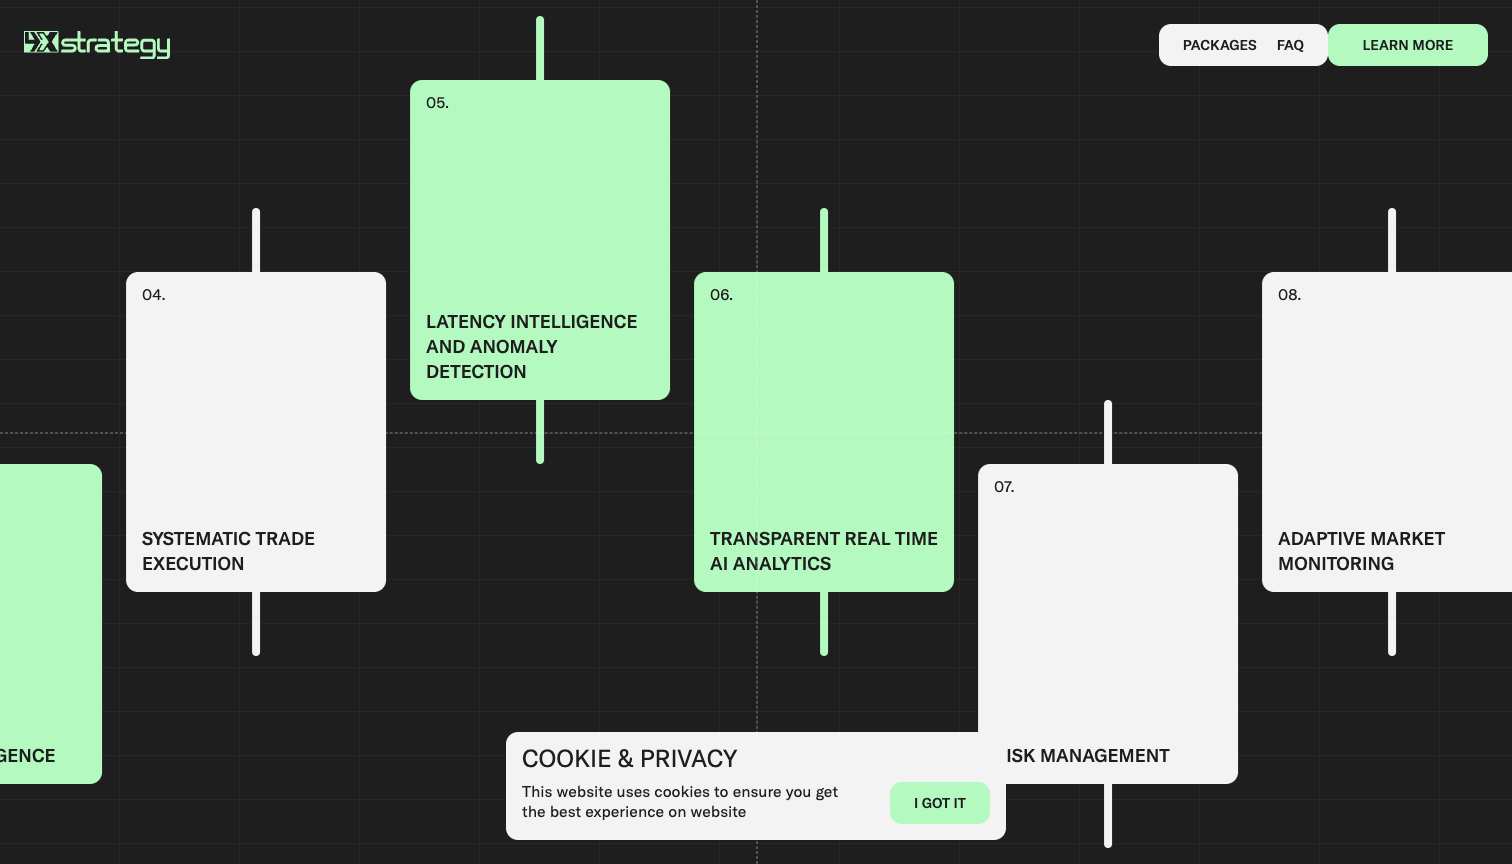 strategy
PACKAGES
FAQ
LEARN MORE
05.
LATENCY INTELLIGENCE
AND ANOMALY
DETECTION
04.
SYSTEMATIC TRADE
EXECUTION
06.
TRANSPARENT REAL TIME
AI ANALYTICS
08.
ADAPTIVE MARKET
MONITORING
07.
ISK MANAGEMENT
GENCE
COOKIE & PRIVACY
This website uses cookies to ensure you get
the best experience on website
I GOT IT